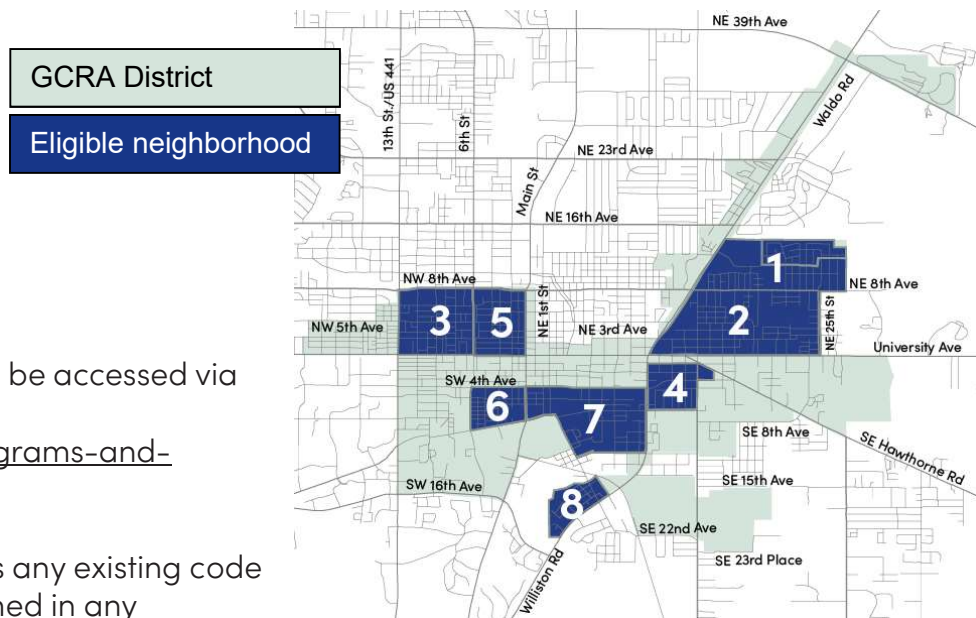 GCRA District
Eligible neighborhood
NE 39th Ave
13th St./US 441
6th St
Waldo Rd
NE 23rd Ave
Main St
NE 16th Ave
1
NW 8th Ave
NE 8th Ave
NE 1st St
3
5
2
NE 25th St
NW 5th Ave
NE 3rd Ave
University Ave
be accessed via
SW 4th Ave
4
6
7
grams-and-
SE 8th Ave
SE Hawthorne Rd
SW 16th Ave
SE 15th Ave
8
SE 22nd Ave
SE 23rd Place
s any existing code
Williston Rd
ned in any